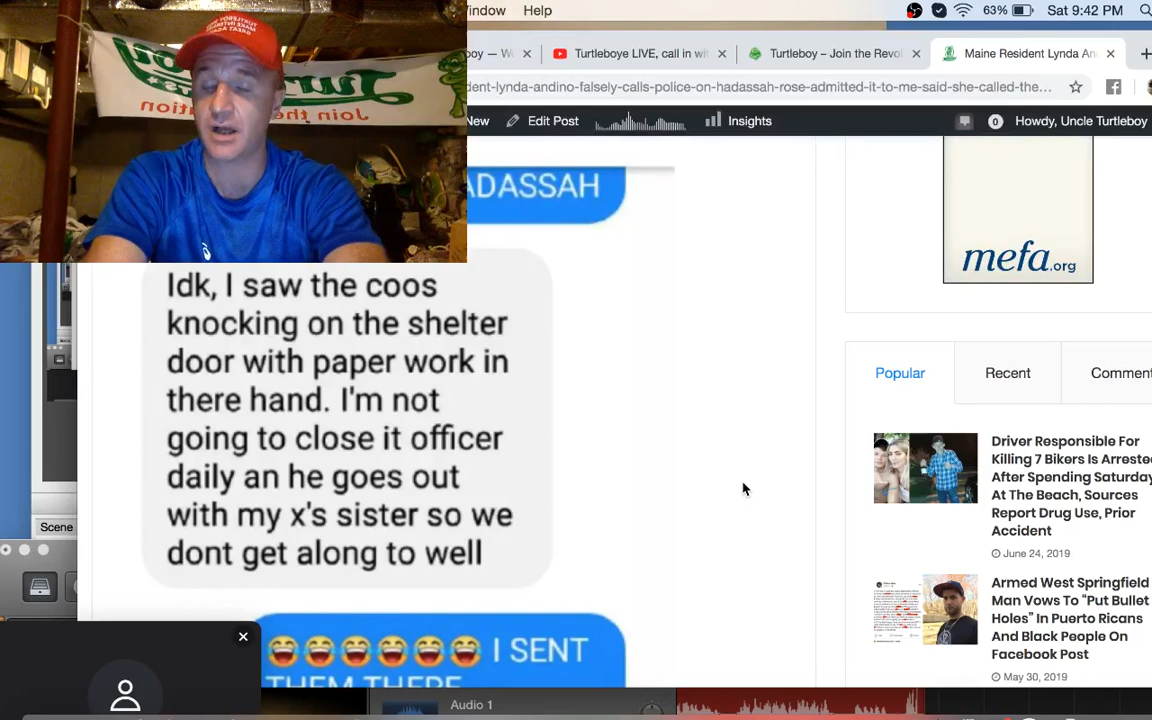 indow Help
63%
Sat 9:42 PM
boy — W
Turtleboye LIVE, call in wit
Turtleboy – Join the Revol
Maine Resident Lynda An
dent-lynda-andino-falsely-calls-police-on-hadassah-rose-admitted-it-to-me-said-she-called-the...
New
Edit Post
Insights
0
Howdy, Uncle Turtleboy
ADASSAH
Idk, I saw the coos
knocking on the shelter
door with paper work in
there hand. I'm not
going to close it officer
daily an he goes out
with my x's sister so we
dont get along to well
I SENT
THEM THERE
mefa.org
Popular
Recent
Comment
Driver Responsible For
Killing 7 Bikers Is Arreste
After Spending Saturday
At The Beach, Sources
Report Drug Use, Prior
Accident
June 24, 2019
Armed West Springfield
Man Vows To "Put Bullet
Holes" In Puerto Ricans
And Black People On
Facebook Post
May 30, 2019
Scene
Audio 1